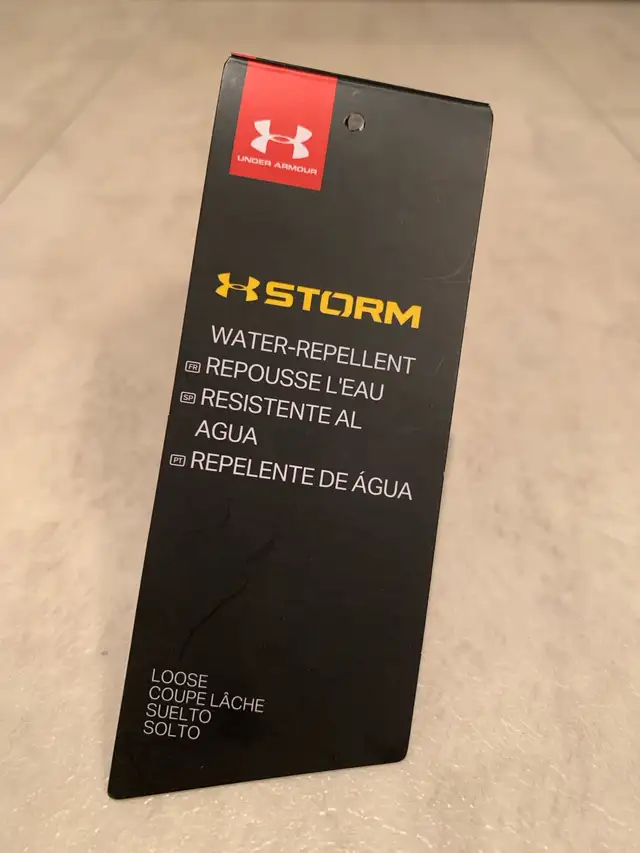 UNDER ARMOUR
STORM
WATER-REPELLENT
FR REPOUSSE L'EAU
SP RESISTENTE AL
AGUA
PT REPELENTE DE ÁGUA
LOOSE
COUPE LÂCHE
SUELTO
SOLTO